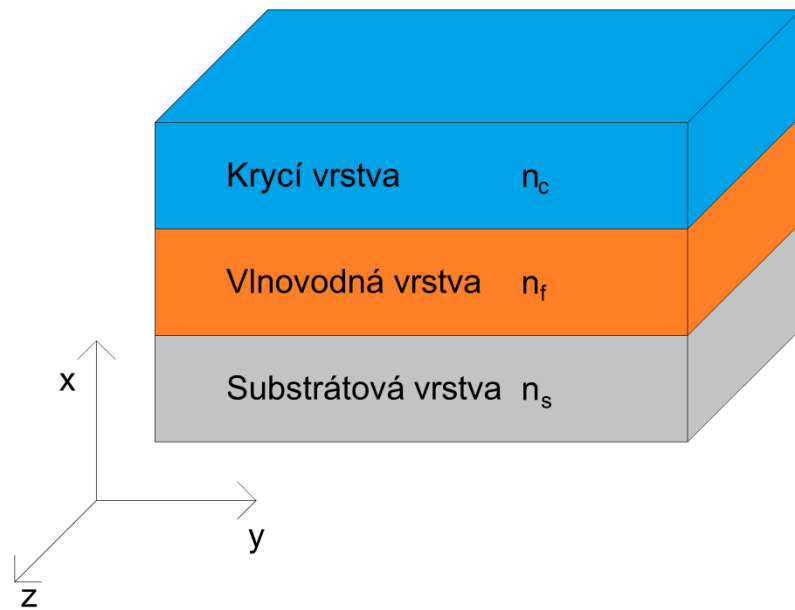 Krycí vrstva n_c
Vlnovodná vrstva n_f
Substrátová vrstva n_s
x
y
z